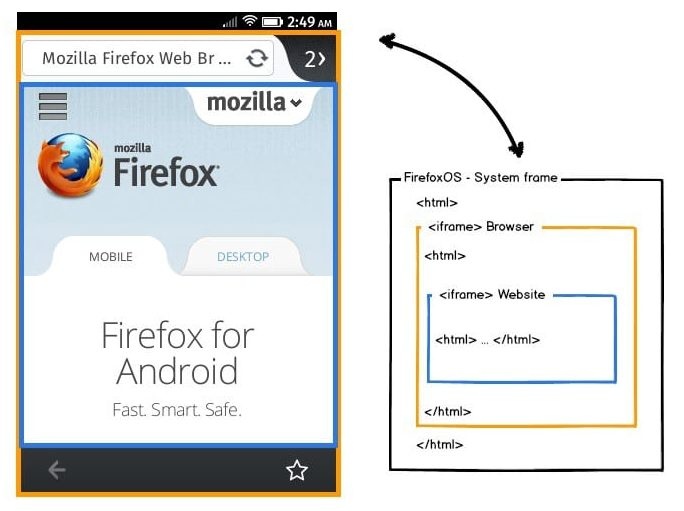 2:49 AM
Mozilla Firefox Web Br ...
2›
mozilla
mozilla
Firefox
MOBILE
DESKTOP
Firefox for
Android
Fast. Smart. Safe.
FirefoxOS - System frame
<html>
<iframe> Browser
<html>
<iframe> Website
<html> ... </html>
</html>
</html>